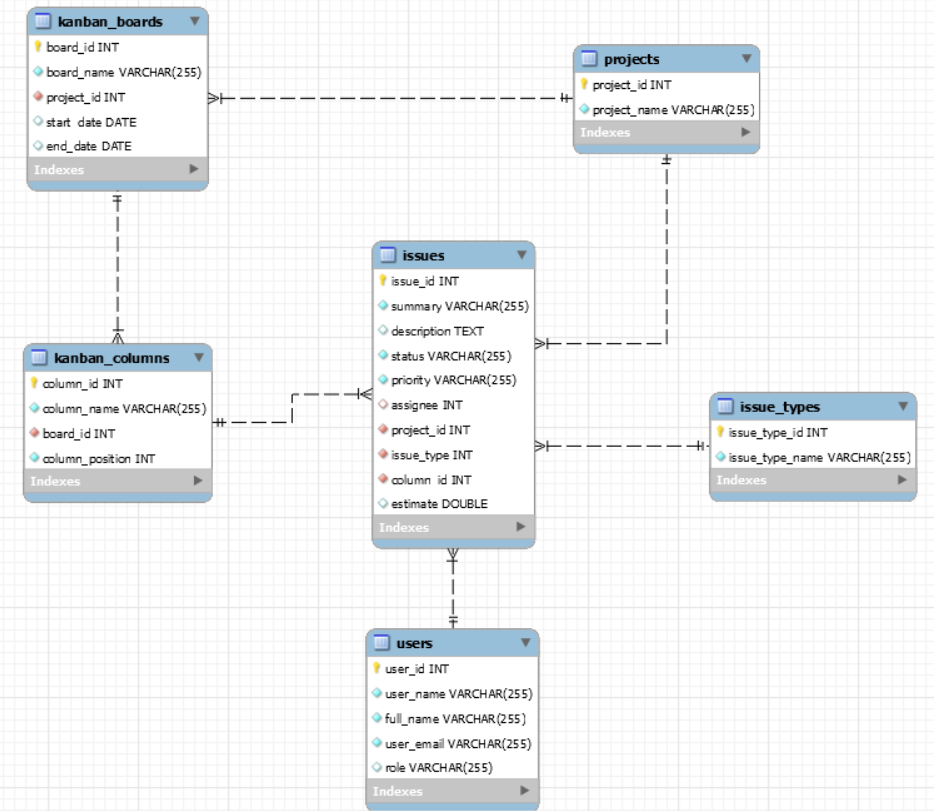 kanban_boards
board_id INT
board_name VARCHAR(255)
project_id INT
start_date DATE
end_date DATE
Indexes
projects
project_id INT
project_name VARCHAR(255)
Indexes
issues
issue_id INT
summary VARCHAR(255)
description TEXT
status VARCHAR(255)
priority VARCHAR(255)
assignee INT
project_id INT
issue_type INT
column_id INT
estimate DOUBLE
Indexes
kanban_columns
column_id INT
column_name VARCHAR(255)
board_id INT
column_position INT
Indexes
issue_types
issue_type_id INT
issue_type_name VARCHAR(255)
Indexes
users
user_id INT
user_name VARCHAR(255)
full_name VARCHAR(255)
user_email VARCHAR(255)
role VARCHAR(255)
Indexes